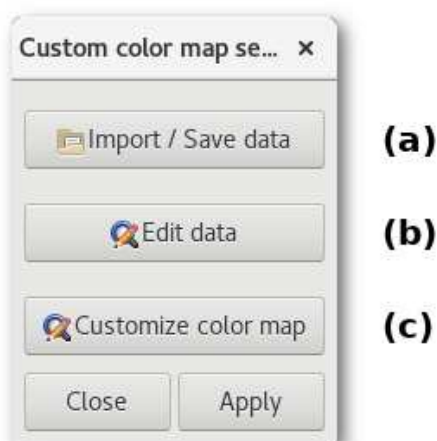 Custom color map se... ×
Import / Save data (a)
Edit data (b)
Customize color map (c)
Close Apply